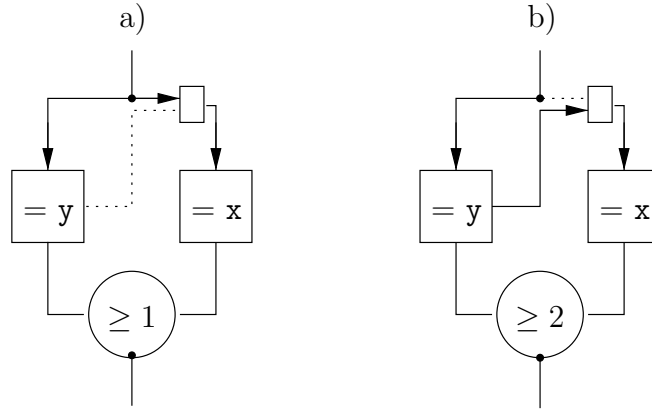 a) b)
= y = x = y = x
≥ 1 ≥ 2